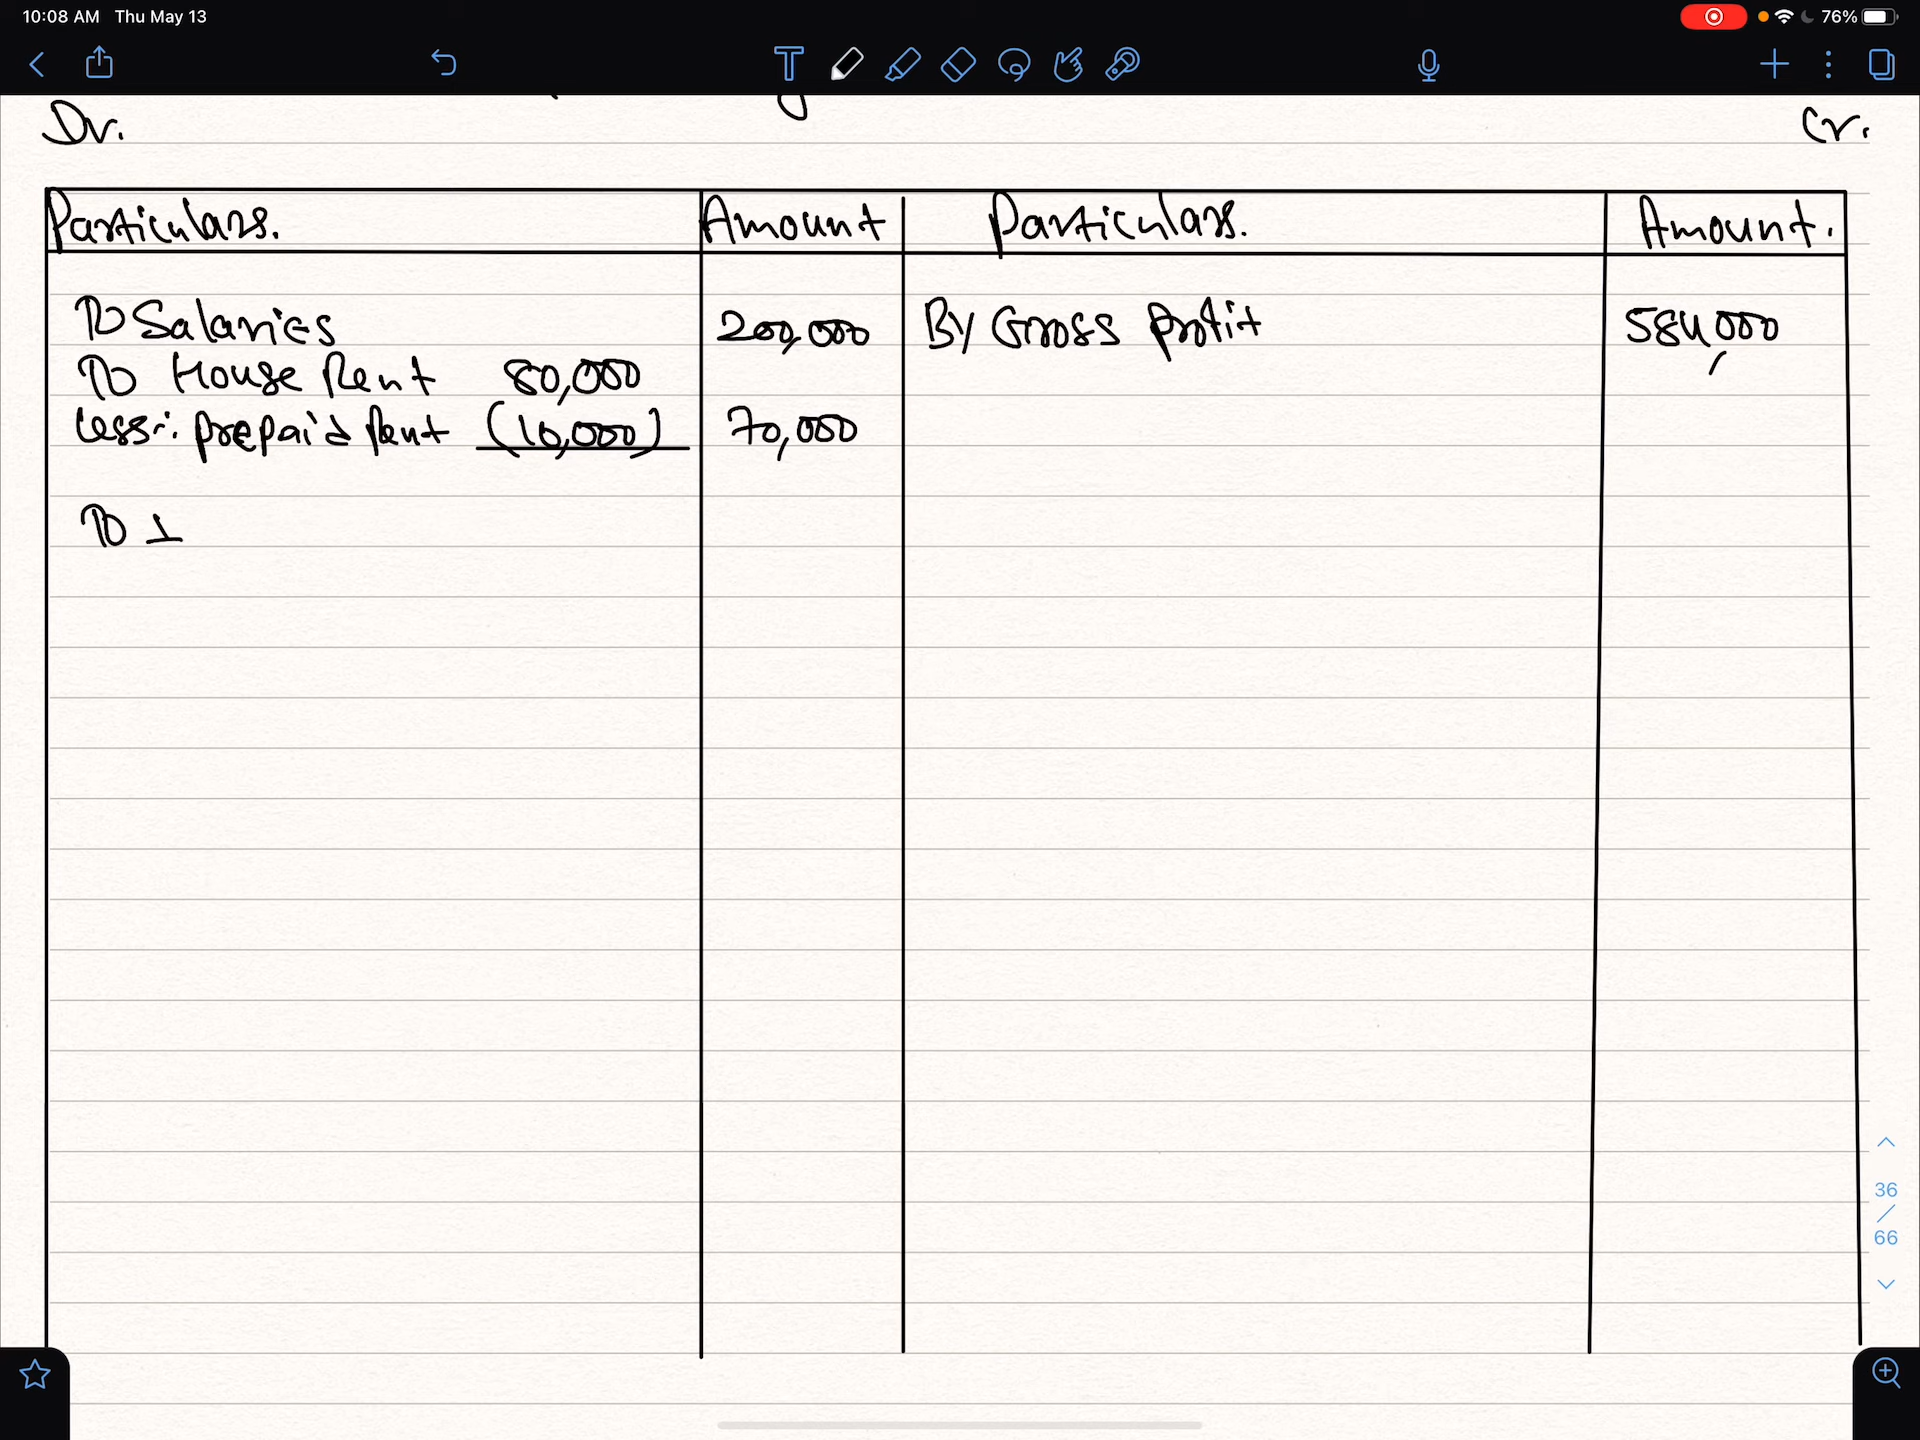 10:08 AM Thu May 13
76%
T
Dr.
Cr.
Particulars. Amount Particulars. Amount.
To Salaries 200,000 By Gross Profit 584,000
To House Rent 80,000
Less:- prepaid Rent (10,000) 70,000
To I
36
/
66